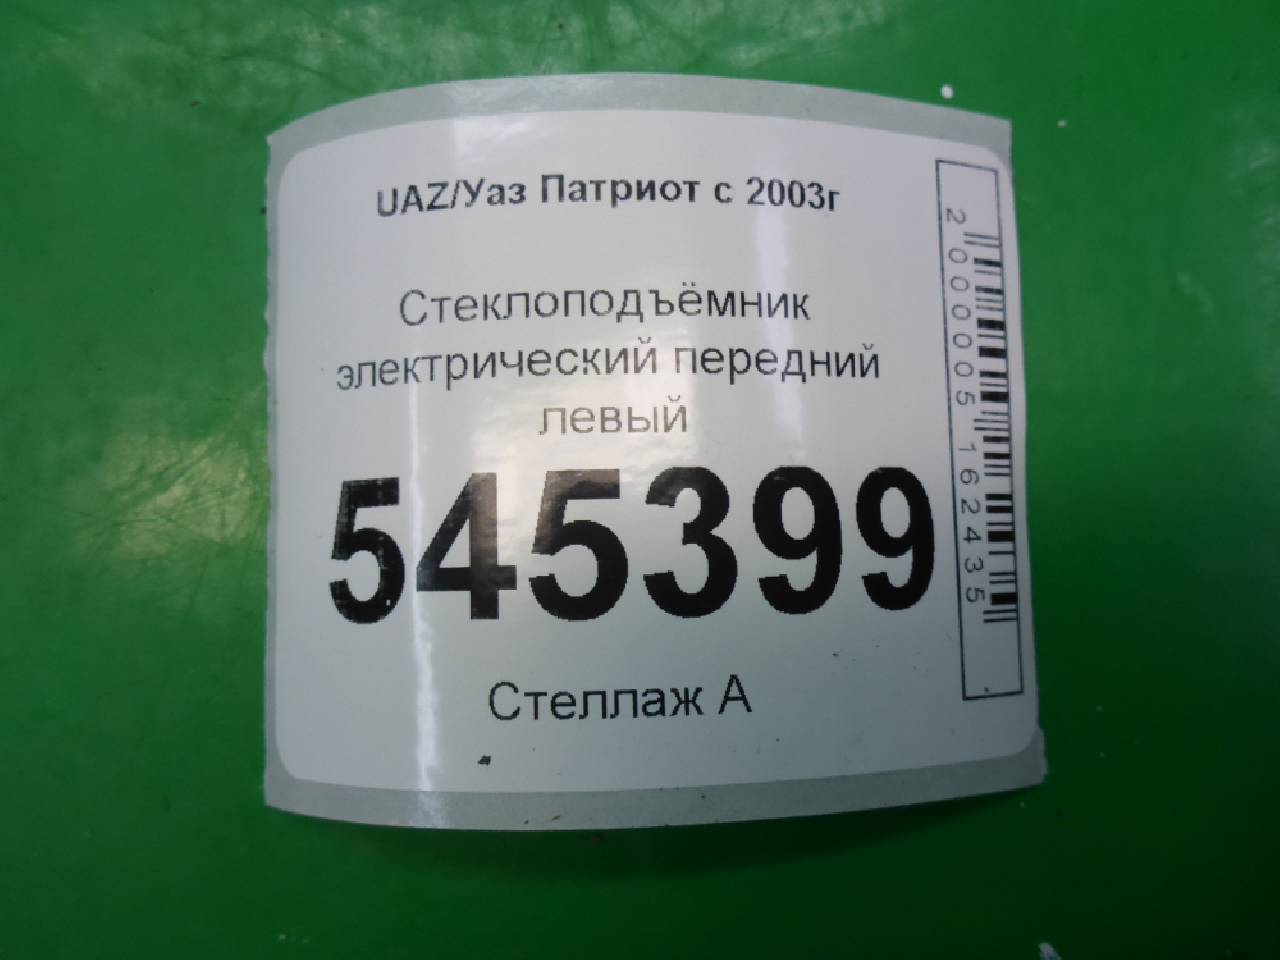 UAZ/Уаз Патриот с 2003г
Стеклоподъёмник
электрический передний
левый
545399
Стеллаж А
2000005162435